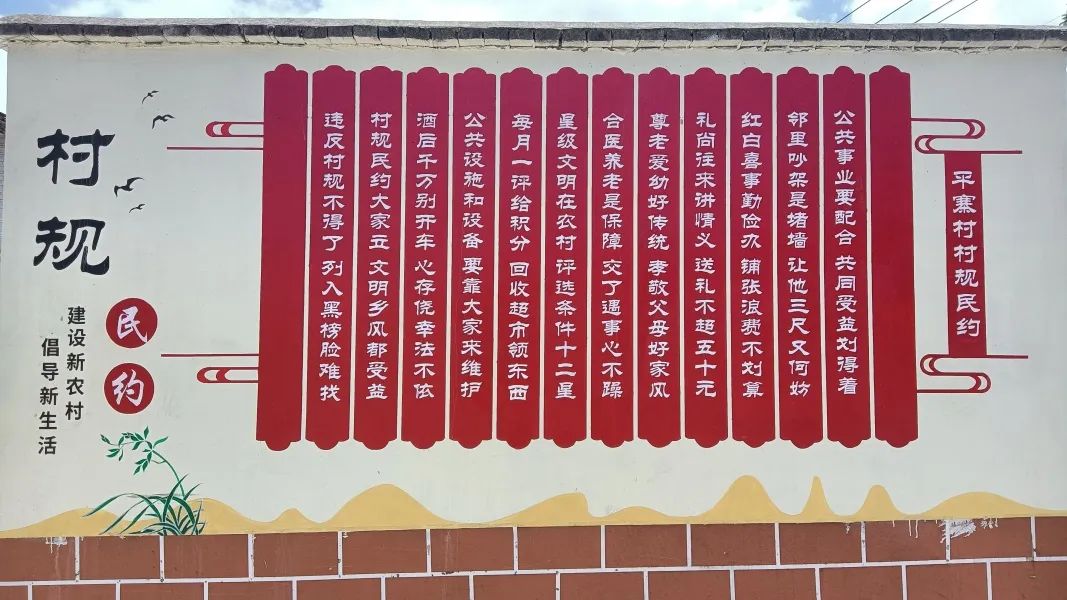 平寨村村规民约
公共事业要配合 共同受益划得着
邻里吵架是堵墙 让他三尺又何妨
红白喜事勤俭办 铺张浪费不划算
礼尚往来讲情义 送礼不超五十元
尊老爱幼好传统 孝敬父母好家风
合医养老是保障 交了遇事心不躁
星级文明在农村 评选条件十二星
每月一评给积分 回收超市领东西
公共设施和设备 要靠大家来维护
酒后千万别开车 心存侥幸法不依
村规民约大家立 文明乡风都受益
违反村规不得了 列入黑榜脸难找
村规
民约
建设新农村
倡导新生活